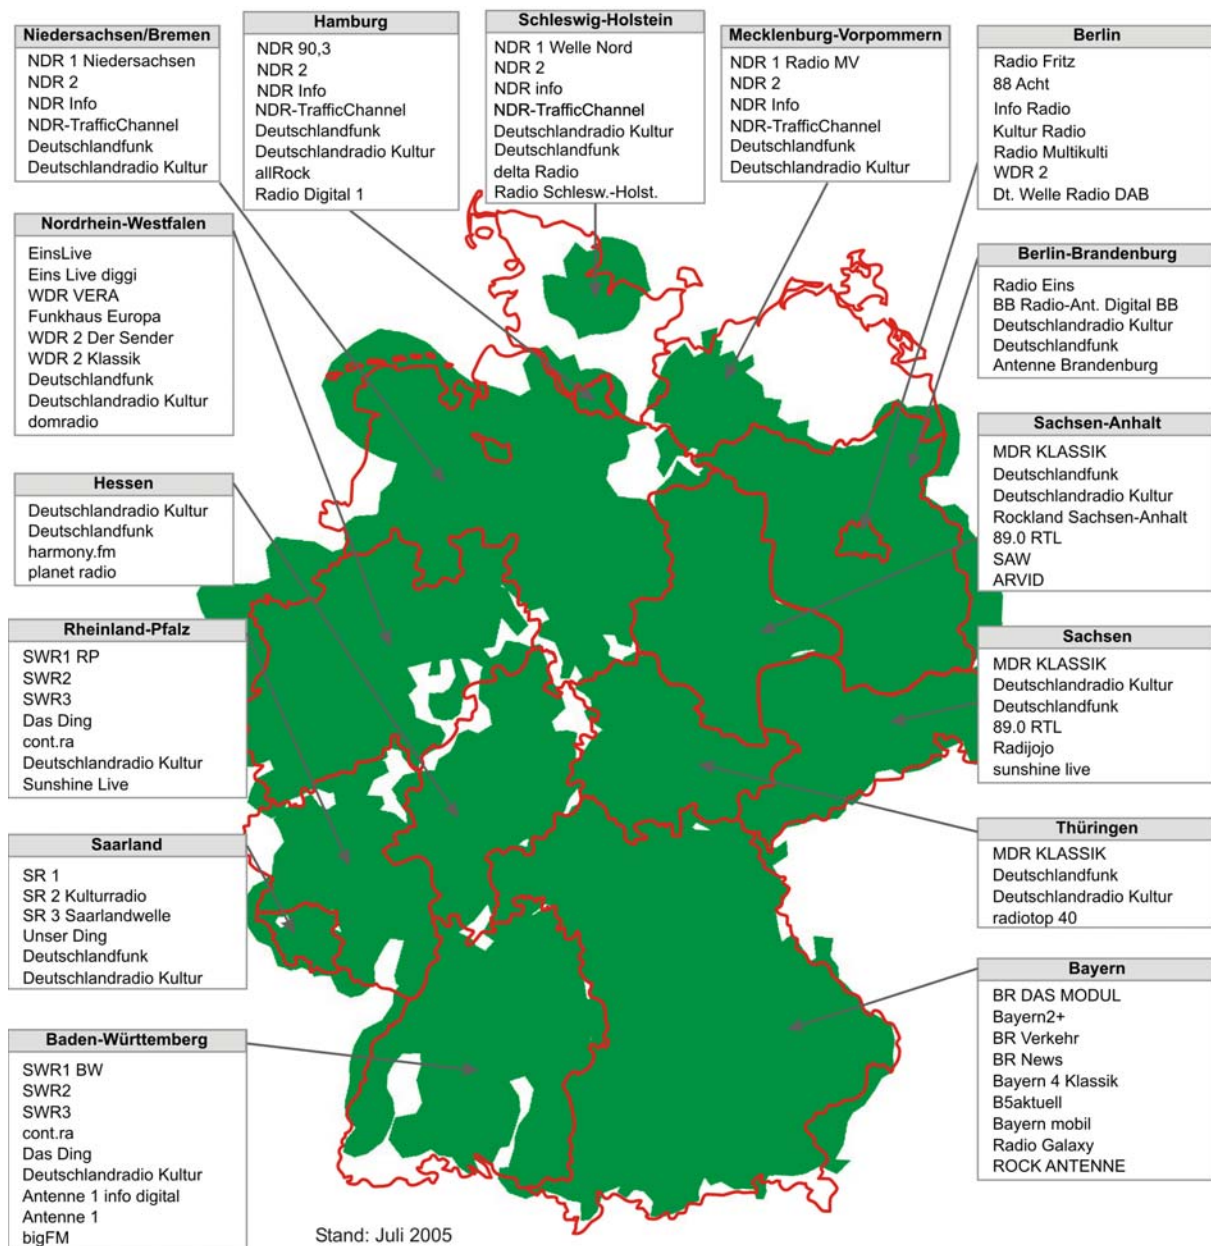 Niedersachsen/Bremen
NDR 1 Niedersachsen
NDR 2
NDR Info
NDR-TrafficChannel
Deutschlandfunk
Deutschlandradio Kultur
Hamburg
NDR 90,3
NDR 2
NDR Info
NDR-TrafficChannel
Deutschlandfunk
Deutschlandradio Kultur
allRock
Radio Digital 1
Schleswig-Holstein
NDR 1 Welle Nord
NDR 2
NDR info
NDR-TrafficChannel
Deutschlandradio Kultur
Deutschlandfunk
delta Radio
Radio Schlesw.-Holst.
Mecklenburg-Vorpommern
NDR 1 Radio MV
NDR 2
NDR Info
NDR-TrafficChannel
Deutschlandfunk
Deutschlandradio Kultur
Berlin
Radio Fritz
88 Acht
Info Radio
Kultur Radio
Radio Multikulti
WDR 2
Dt. Welle Radio DAB
Nordrhein-Westfalen
EinsLive
Eins Live diggi
WDR VERA
Funkhaus Europa
WDR 2 Der Sender
WDR 2 Klassik
Deutschlandfunk
Deutschlandradio Kultur
domradio
Berlin-Brandenburg
Radio Eins
BB Radio-Ant. Digital BB
Deutschlandradio Kultur
Deutschlandfunk
Antenne Brandenburg
Hessen
Deutschlandradio Kultur
Deutschlandfunk
harmony.fm
planet radio
Sachsen-Anhalt
MDR KLASSIK
Deutschlandfunk
Deutschlandradio Kultur
Rockland Sachsen-Anhalt
89.0 RTL
SAW
ARVID
Rheinland-Pfalz
SWR1 RP
SWR2
SWR3
Das Ding
cont.ra
Deutschlandradio Kultur
Sunshine Live
Sachsen
MDR KLASSIK
Deutschlandradio Kultur
Deutschlandfunk
89.0 RTL
Radijojo
sunshine live
Saarland
SR 1
SR 2 Kulturradio
SR 3 Saarlandwelle
Unser Ding
Deutschlandfunk
Deutschlandradio Kultur
Thüringen
MDR KLASSIK
Deutschlandfunk
Deutschlandradio Kultur
radiotop 40
Baden-Württemberg
SWR1 BW
SWR2
SWR3
cont.ra
Das Ding
Deutschlandradio Kultur
Antenne 1 info digital
Antenne 1
bigFM
Bayern
BR DAS MODUL
Bayern2+
BR Verkehr
BR News
Bayern 4 Klassik
B5aktuell
Bayern mobil
Radio Galaxy
ROCK ANTENNE
Stand: Juli 2005